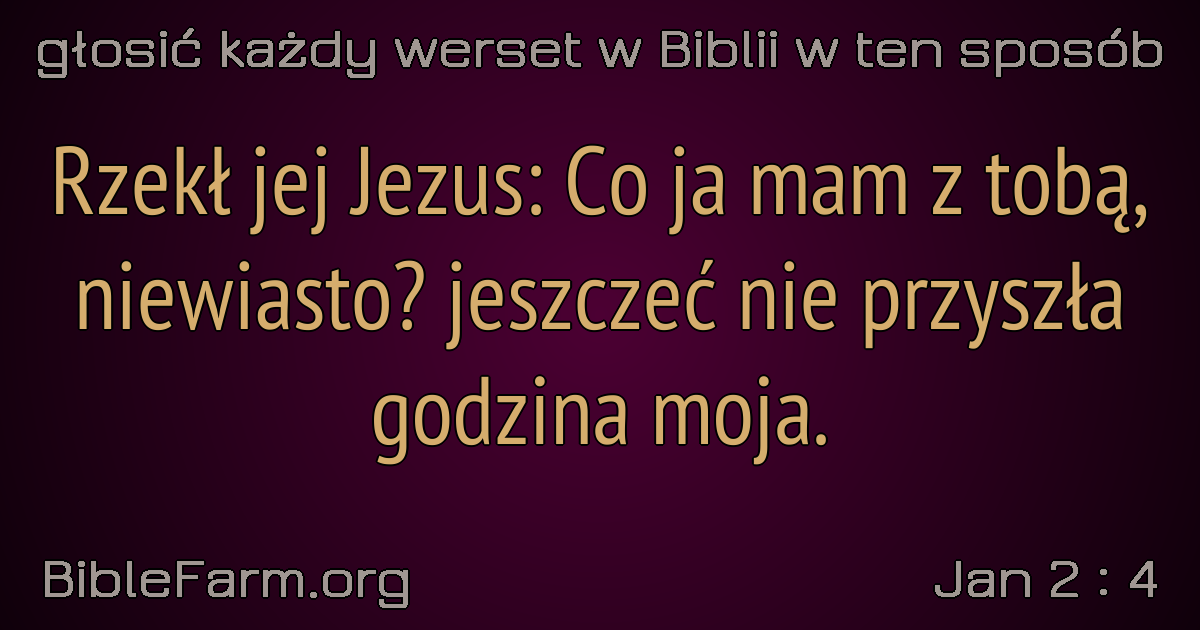 głosić każdy werset w Biblii w ten sposób
Rzekł jej Jezus: Co ja mam z tobą,
niewiasto? jeszczeć nie przyszła
godzina moja.
BibleFarm.org
Jan 2 : 4